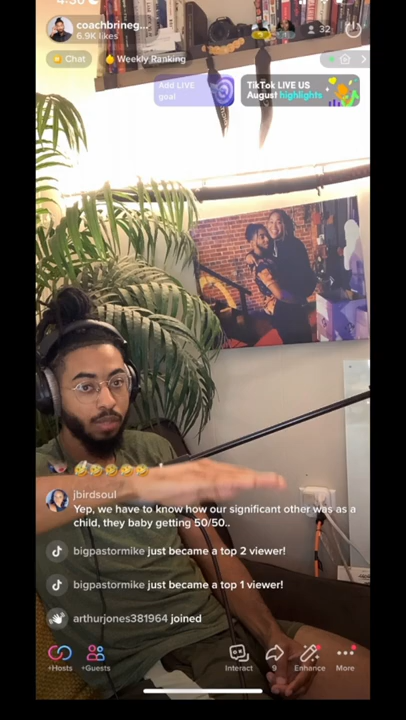 coachbrineg...
6.9K likes
32
Chat
Weekly Ranking
Add LIVE
goal
TikTok LIVE US
August highlights
jbirdsoul
Yep, we have to know how our significant other was as a
child, they baby getting 50/50..
bigpastormike just became a top 2 viewer!
bigpastormike just became a top 1 viewer!
arthurjones381964 joined
+Hosts
+Guests
Interact
9
Enhance
More